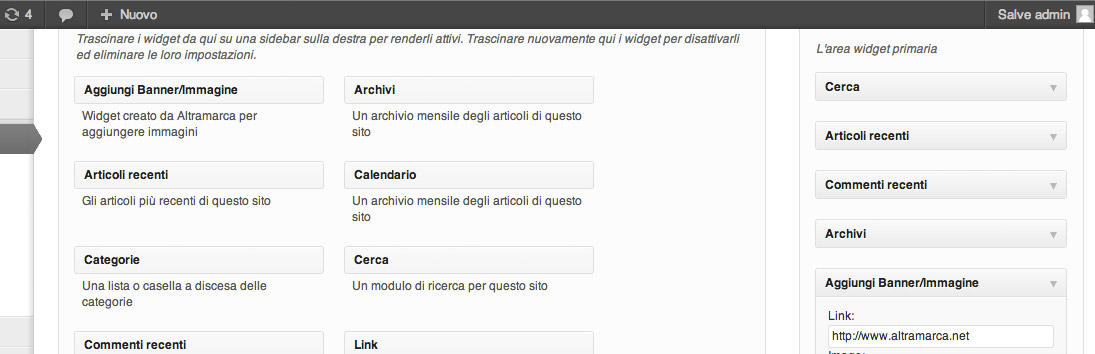 4
Nuovo
Salve admin
Trascinare i widget da qui su una sidebar sulla destra per renderli attivi. Trascinare nuovamente qui i widget per disattivarli
ed eliminare le loro impostazioni.
Aggiungi Banner/Immagine
Widget creato da Altramarca per
aggiungere immagini
Archivi
Un archivio mensile degli articoli di questo
sito
Articoli recenti
Gli articoli più recenti di questo sito
Calendario
Un archivio mensile degli articoli di questo
sito
Categorie
Una lista o casella a discesa delle
categorie
Cerca
Un modulo di ricerca per questo sito
Commenti recenti
Link
L'area widget primaria
Cerca
Articoli recenti
Commenti recenti
Archivi
Aggiungi Banner/Immagine
Link:
http://www.altramarca.net